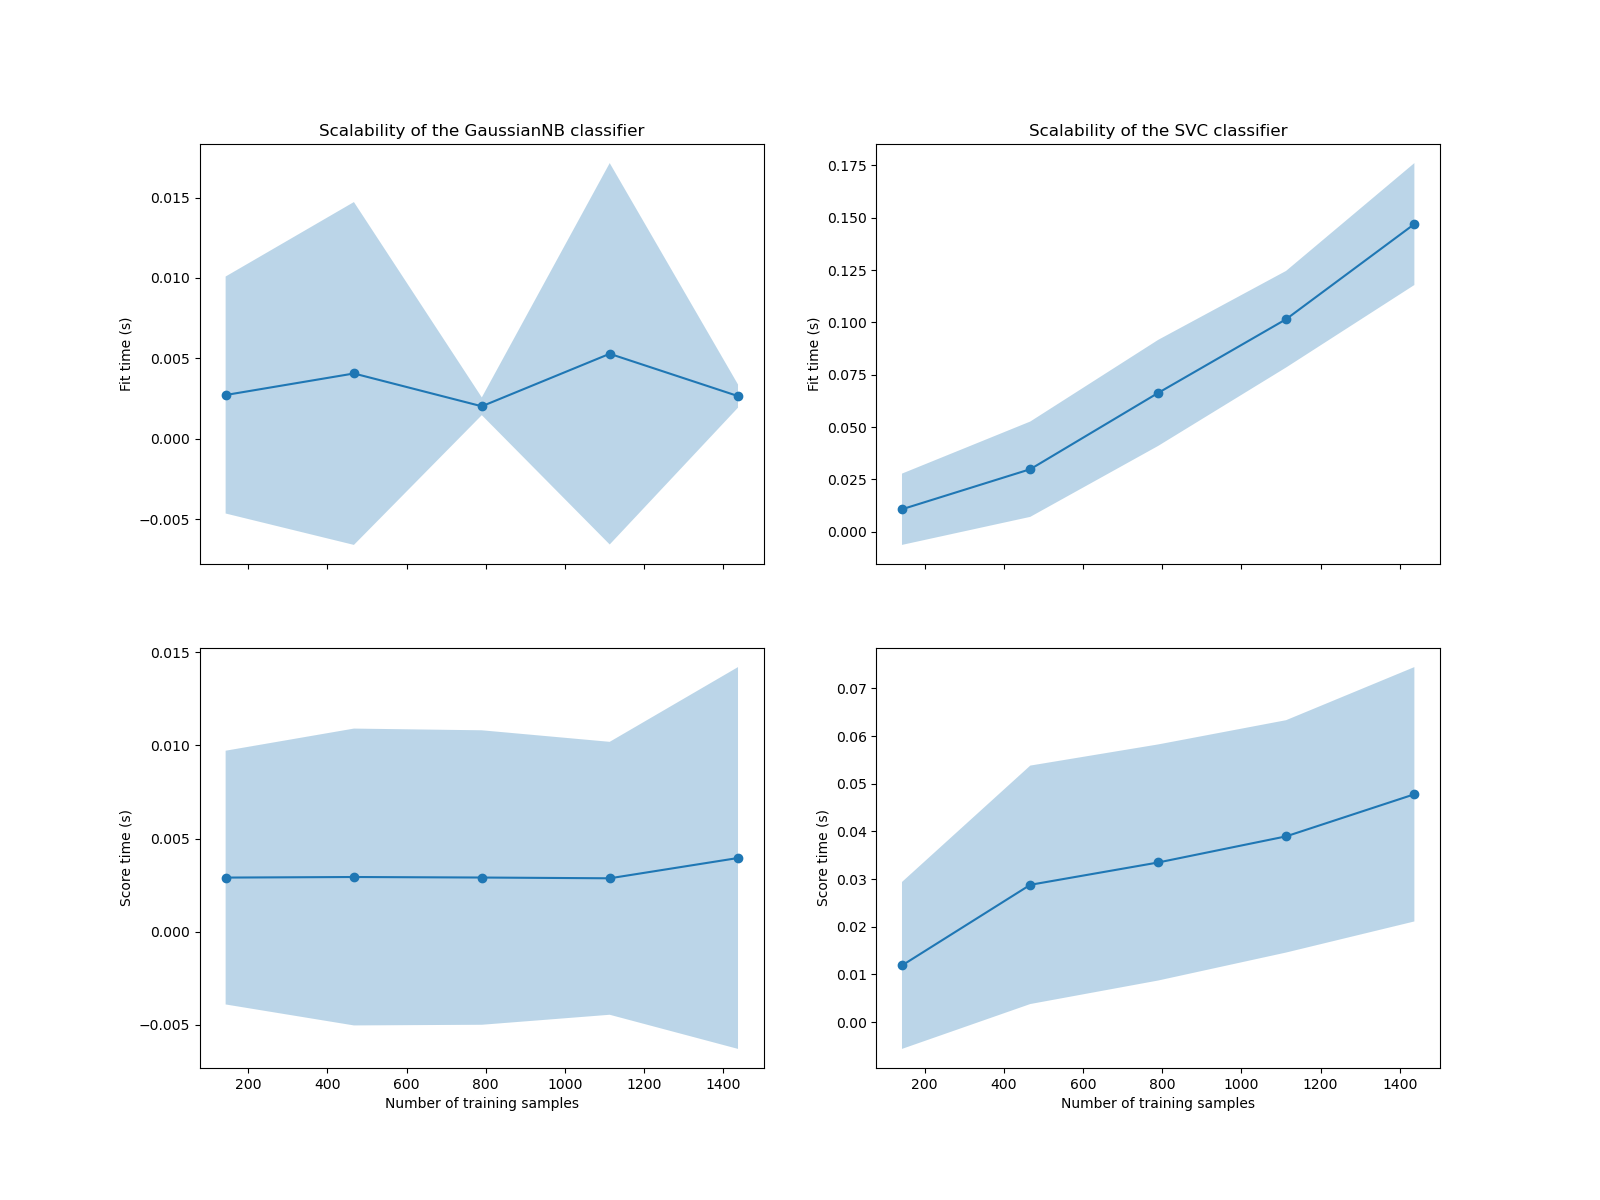 Scalability of the GaussianNB classifier
Fit time (s)
0.015
0.010
0.005
0.000
−0.005
Scalability of the SVC classifier
Fit time (s)
0.175
0.150
0.125
0.100
0.075
0.050
0.025
0.000
Score time (s)
0.015
0.010
0.005
0.000
−0.005
200 400 600 800 1000 1200 1400
Number of training samples
Score time (s)
0.07
0.06
0.05
0.04
0.03
0.02
0.01
0.00
200 400 600 800 1000 1200 1400
Number of training samples